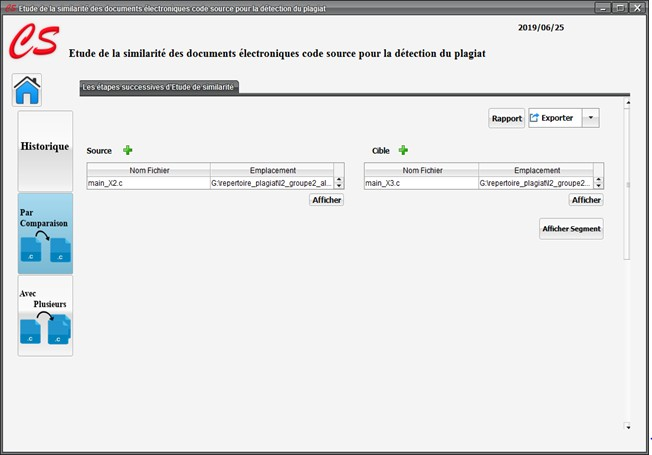 Etude de la similarité des documents électroniques code source pour la détection du plagiat
CS
2019/06/25
Etude de la similarité des documents électroniques code source pour la détection du plagiat
Les étapes successives d'Etude de similarité
Rapport
Exporter
Historique
Source
Cible
Nom Fichier Emplacement
main_X2.c G:\repertoire_plagiat\l2_groupe2_al...
Nom Fichier Emplacement
main_X3.c G:\repertoire_plagiat\l2_groupe2...
Afficher
Afficher
Afficher Segment
Par
Comparaison
.c .c
Avec
Plusieurs
.c .c